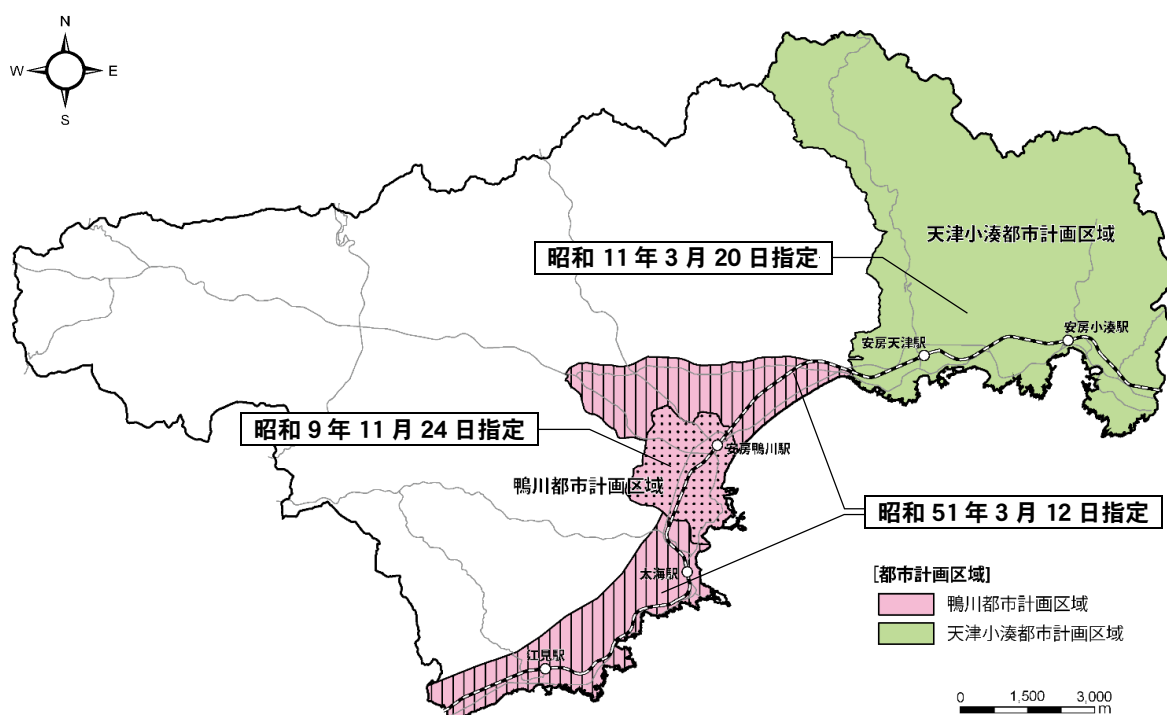 N
W E
S
天津小湊都市計画区域
昭和 11 年 3 月 20 日指定
安房小湊駅
安房天津駅
昭和 9 年 11 月 24 日指定
安房鴨川駅
鴨川都市計画区域
昭和 51 年 3 月 12 日指定
太海駅
[都市計画区域]
鴨川都市計画区域
天津小湊都市計画区域
江見駅
0 1,500 3,000
m